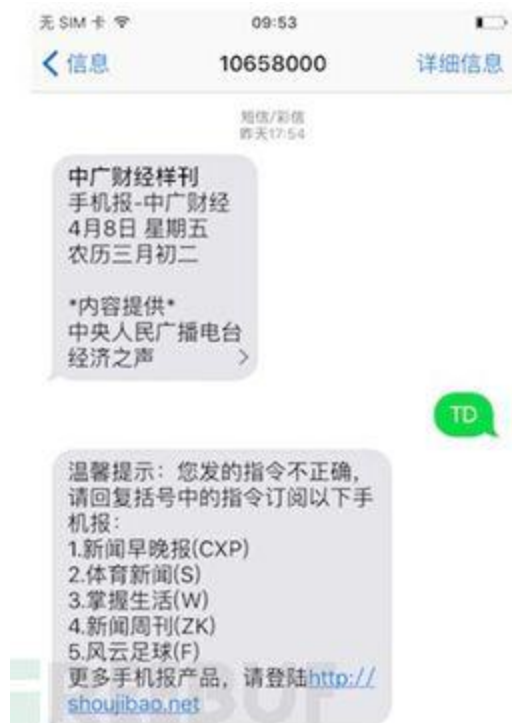 无 SIM 卡
09:53
信息
10658000
详细信息
短信/彩信
昨天17:54
中广财经样刊
手机报-中广财经
4月8日 星期五
农历三月初二
*内容提供*
中央人民广播电台
经济之声
TD
温馨提示：您发的指令不正确，
请回复括号中的指令订阅以下手
机报：
1.新闻早晚报(CXP)
2.体育新闻(S)
3.掌握生活(W)
4.新闻周刊(ZK)
5.风云足球(F)
更多手机报产品，请登陆http://
shoujibao.net